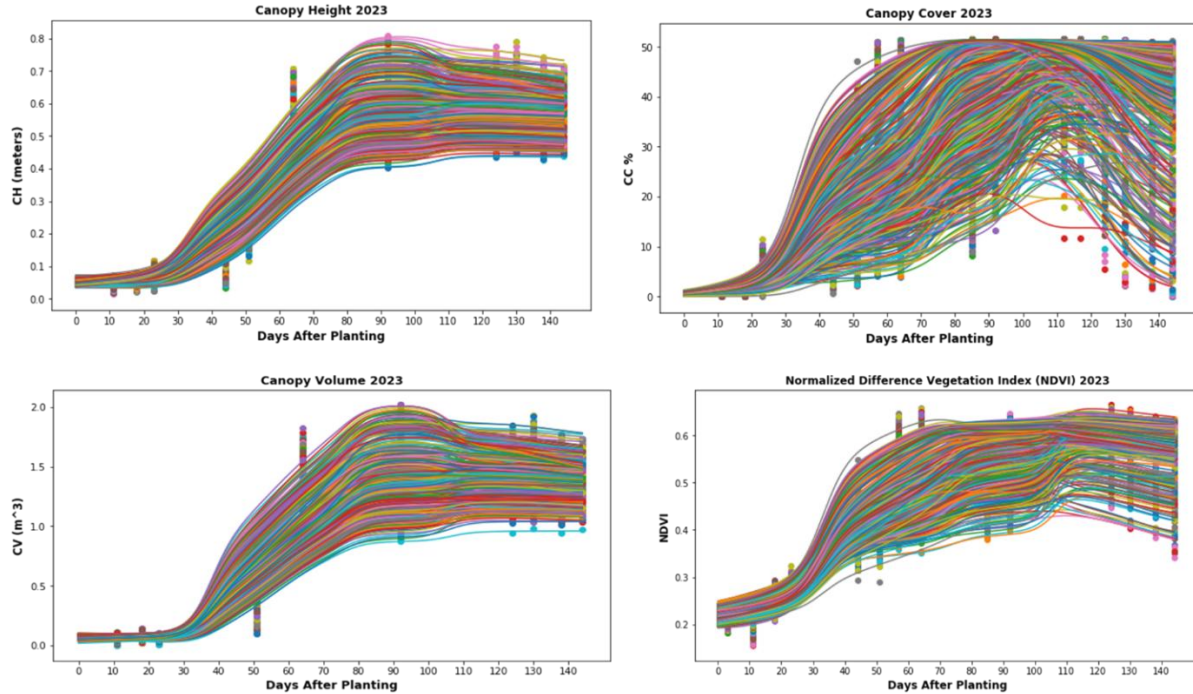 Canopy Height 2023
CH (meters)
0.8
0.7
0.6
0.5
0.4
0.3
0.2
0.1
0.0
0 10 20 30 40 50 60 70 80 90 100 110 120 130 140
Days After Planting
Canopy Cover 2023
CC %
50
40
30
20
10
0
0 10 20 30 40 50 60 70 80 90 100 110 120 130 140
Days After Planting
Canopy Volume 2023
CV (m^3)
2.0
1.5
1.0
0.5
0.0
0 10 20 30 40 50 60 70 80 90 100 110 120 130 140
Days After Planting
Normalized Difference Vegetation Index (NDVI) 2023
NDVI
0.6
0.5
0.4
0.3
0.2
0 10 20 30 40 50 60 70 80 90 100 110 120 130 140
Days After Planting